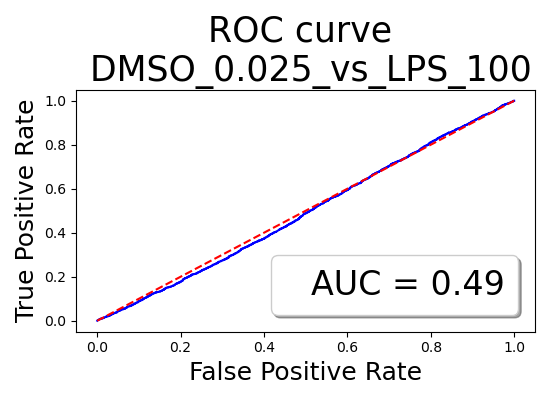 ROC curve
DMSO_0.025_vs_LPS_100
1.0
0.8
0.6
0.4
0.2
0.0
True Positive Rate
AUC = 0.49
0.0 0.2 0.4 0.6 0.8 1.0
False Positive Rate